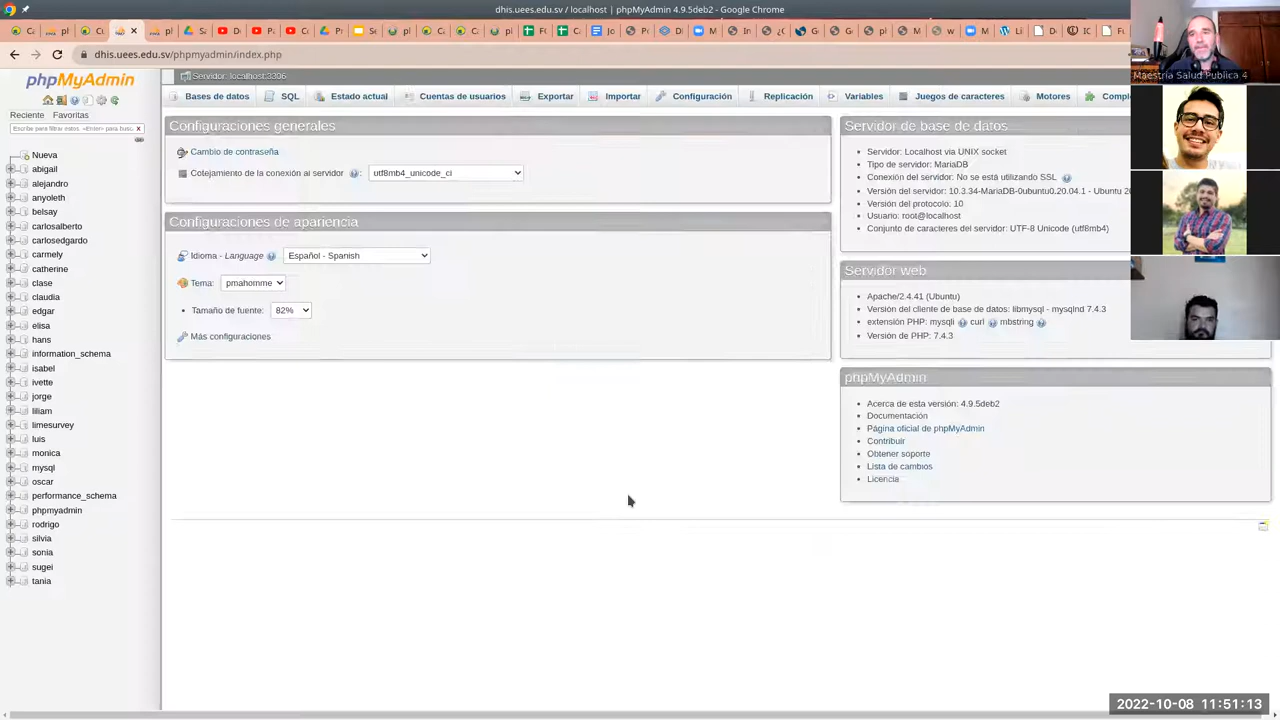 dhis.uees.edu.sv / localhost | phpMyAdmin 4.9.5deb2 - Google Chrome
dhis.uees.edu.sv/phpmyadmin/index.php
Maestria Salud Publica 4
phpMyAdmin
Reciente Favoritas
Escribe para filtrar éstos, <Enter> para busc X
Nueva
abigail
alejandro
anyoleth
belsay
carlosalberto
carlosedgardo
carmely
catherine
clase
claudia
edgar
elisa
hans
information_schema
isabel
ivette
jorge
liliam
limesurvey
luis
monica
mysql
oscar
performance_schema
phpmyadmin
rodrigo
silvia
sonia
sugei
tania
Servidor: localhost:3306
Bases de datos SQL Estado actual Cuentas de usuarios Exportar Importar Configuración Replicación Variables Juegos de caracteres Motores Comple
Configuraciones generales
Cambio de contraseña
Cotejamiento de la conexión al servidor : utf8mb4_unicode_ci
Configuraciones de apariencia
Idioma - Language Español - Spanish
Tema: pmahomme
Tamaño de fuente: 82%
Más configuraciones
Servidor de base de datos
Servidor: Localhost via UNIX socket
Tipo de servidor: MariaDB
Conexión del servidor: No se está utilizando SSL
Versión del servidor: 10.3.34-MariaDB-0ubuntu0.20.04.1 - Ubuntu 20
Versión del protocolo: 10
Usuario: root@localhost
Conjunto de caracteres del servidor: UTF-8 Unicode (utf8mb4)
Servidor web
Apache/2.4.41 (Ubuntu)
Versión del cliente de base de datos: libmysql - mysqlnd 7.4.3
extensión PHP: mysqli curl mbstring
Versión de PHP: 7.4.3
phpMyAdmin
Acerca de esta versión: 4.9.5deb2
Documentación
Página oficial de phpMyAdmin
Contribuir
Obtener soporte
Lista de cambios
Licencia
2022-10-08 11:51:13